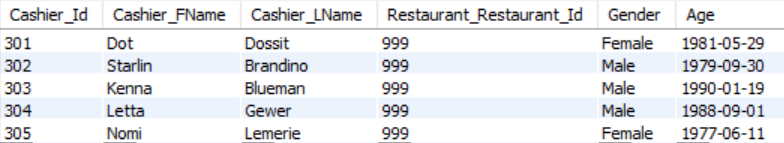 Cashier_Id Cashier_FName Cashier_LName Restaurant_Restaurant_Id Gender Age
301 Dot Dossit 999 Female 1981-05-29
302 Starlin Brandino 999 Male 1979-09-30
303 Kenna Blueman 999 Male 1990-01-19
304 Letta Gewer 999 Male 1988-09-01
305 Nomi Lemerie 999 Female 1977-06-11